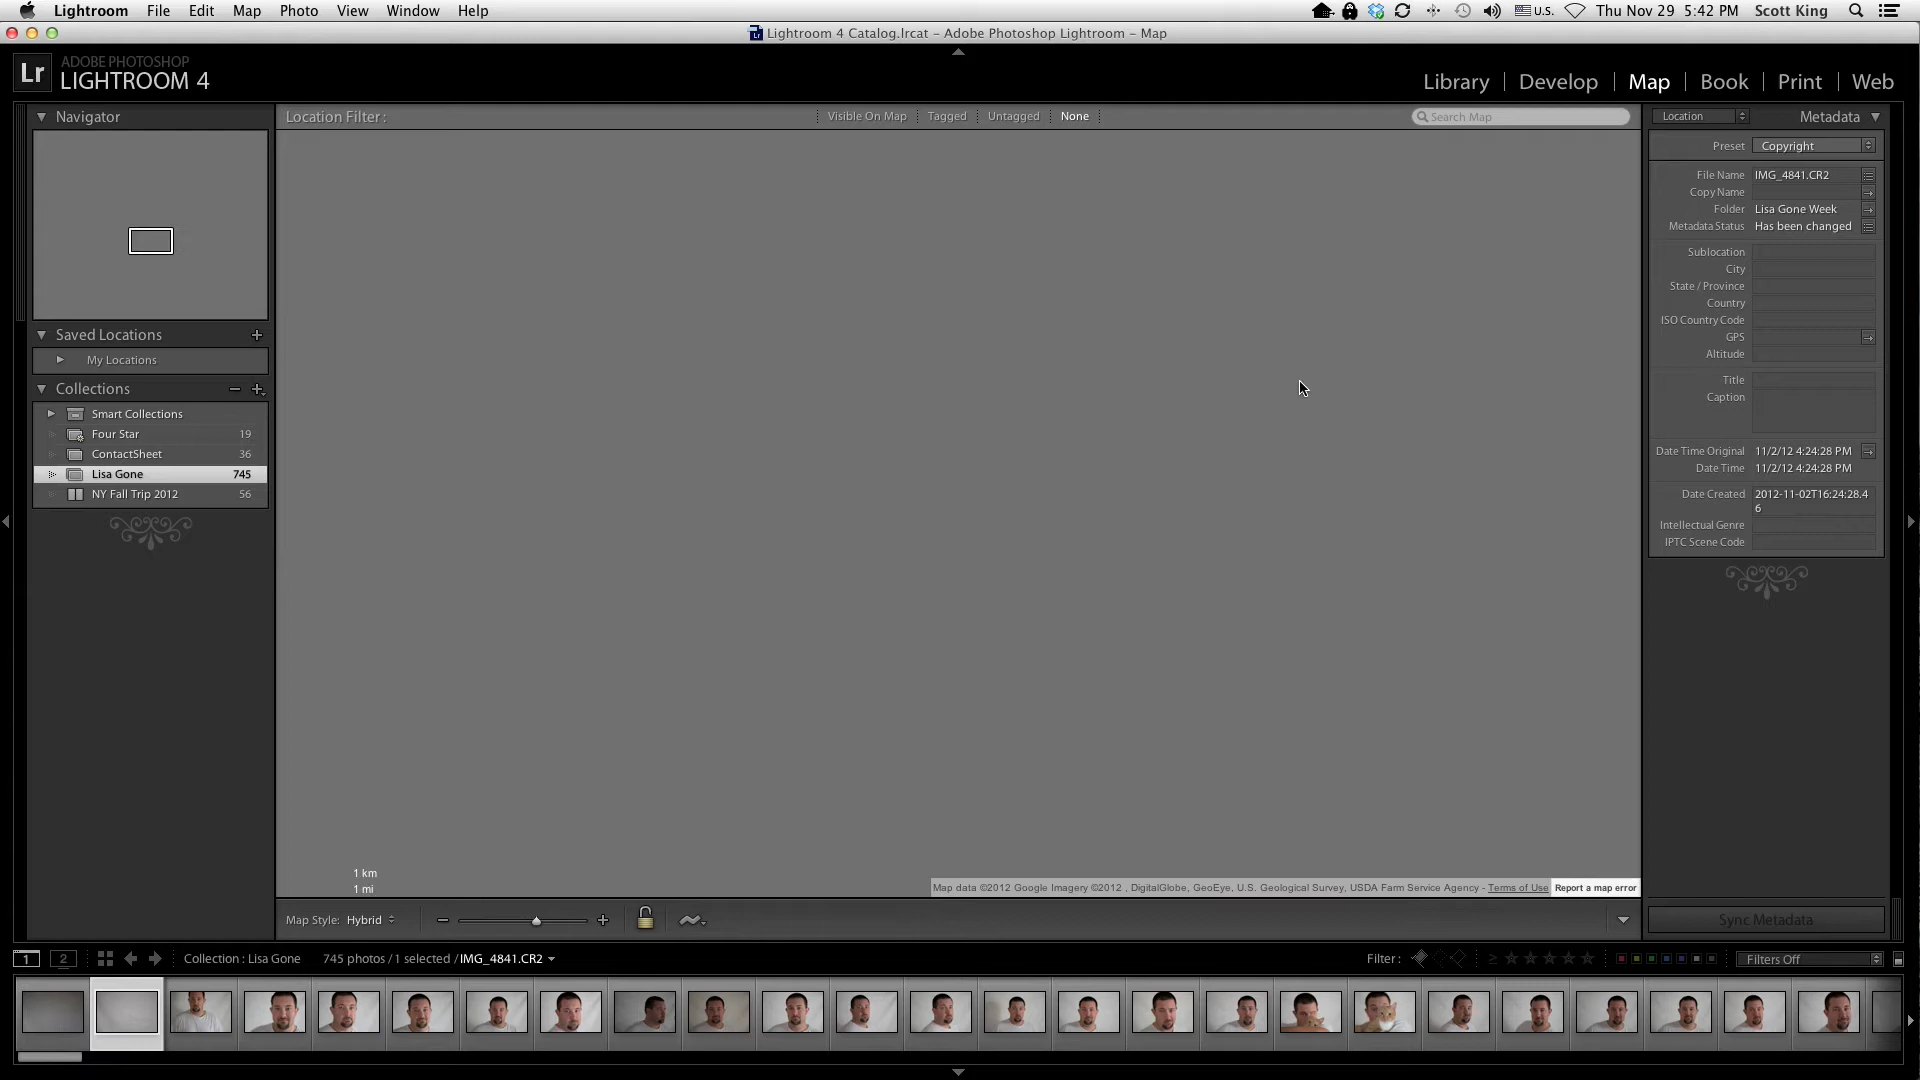 Lightroom File Edit Map Photo View Window Help U.S. Thu Nov 29 5:42 PM Scott King
Lightroom 4 Catalog.lrcat – Adobe Photoshop Lightroom – Map
Lr ADOBE PHOTOSHOP
LIGHTROOM 4
Library | Develop | Map | Book | Print | Web
Navigator
Location Filter :
Visible On Map Tagged Untagged None
Search Map
Location Metadata
Preset Copyright
File Name IMG_4841.CR2
Copy Name
Folder Lisa Gone Week
Metadata Status Has been changed
Sublocation
City
State / Province
Country
ISO Country Code
GPS
Altitude
Title
Caption
Date Time Original 11/2/12 4:24:28 PM
Date Time 11/2/12 4:24:28 PM
Date Created 2012-11-02T16:24:28.4
6
Intellectual Genre
IPTC Scene Code
Saved Locations
My Locations
Collections
Smart Collections
Four Star 19
ContactSheet 36
Lisa Gone 745
NY Fall Trip 2012 56
1 km
1 mi
Map data ©2012 Google Imagery ©2012 , DigitalGlobe, GeoEye, U.S. Geological Survey, USDA Farm Service Agency - Terms of Use Report a map error
Map Style: Hybrid
Sync Metadata
1 2 Collection : Lisa Gone 745 photos / 1 selected / IMG_4841.CR2 Filter : Filters Off